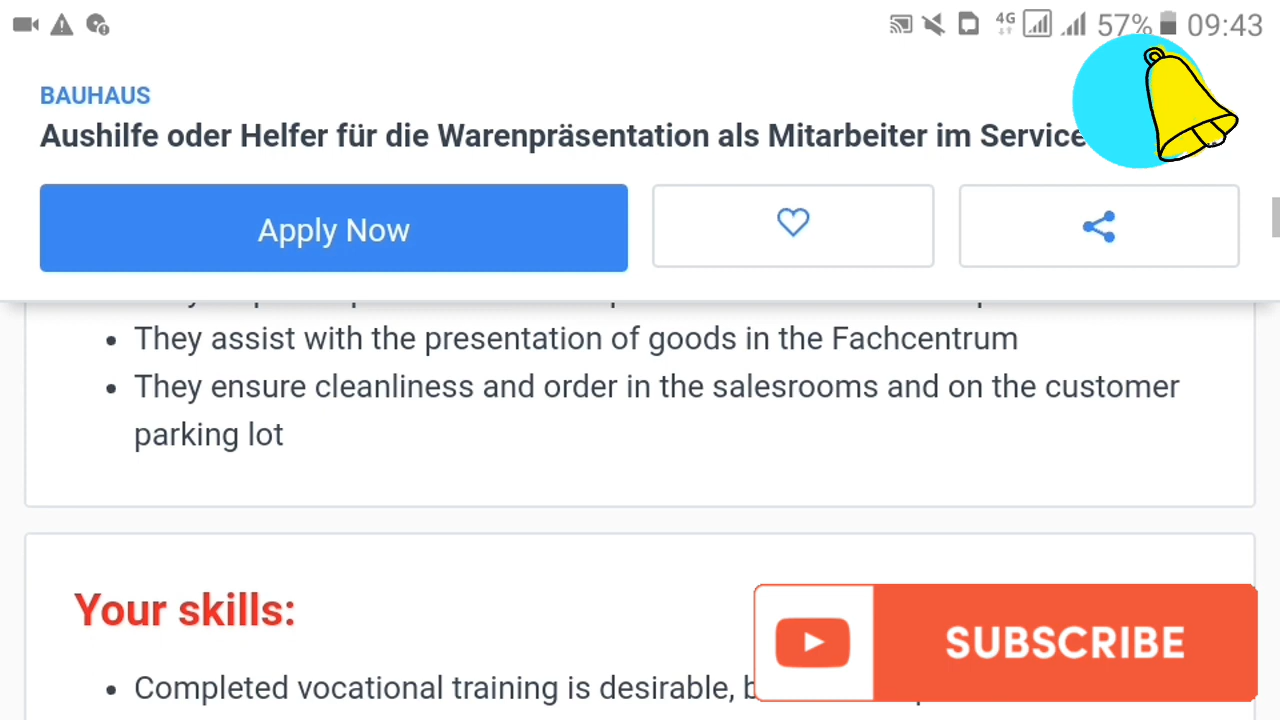 4G 57% 09:43
BAUHAUS
Aushilfe oder Helfer für die Warenpräsentation als Mitarbeiter im Service
Apply Now
They assist with the presentation of goods in the Fachcentrum
They ensure cleanliness and order in the salesrooms and on the customer
parking lot
Your skills:
SUBSCRIBE
Completed vocational training is desirable,